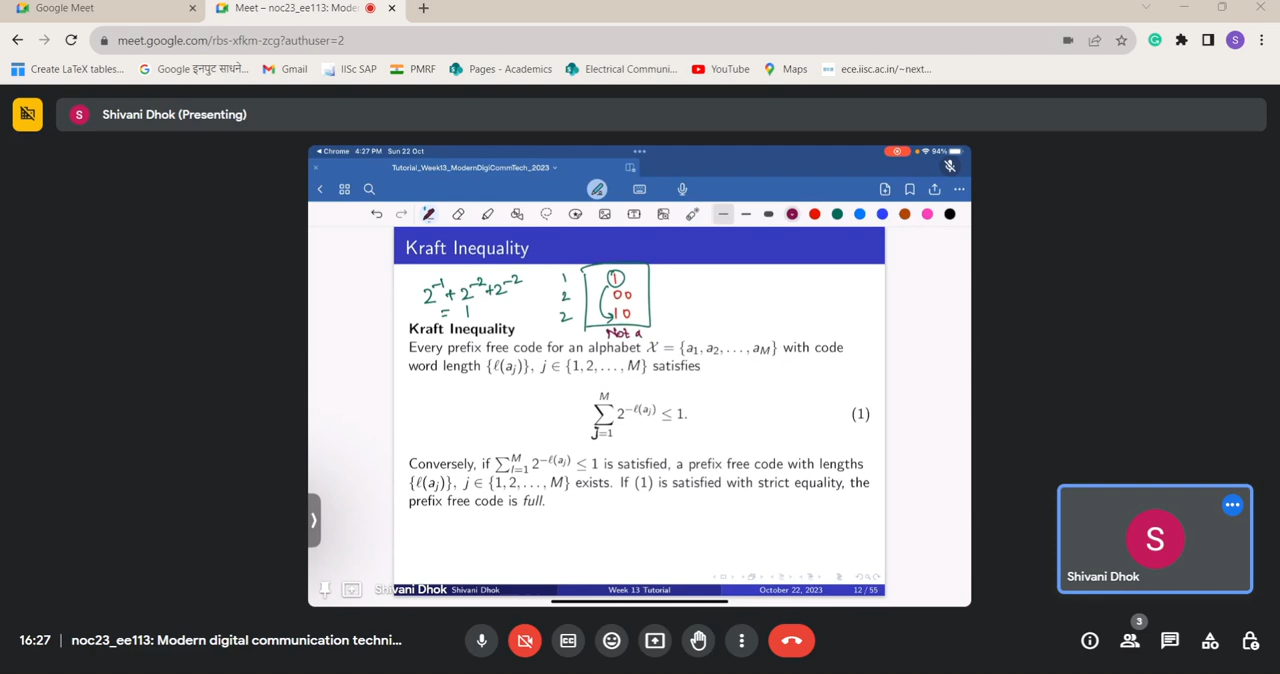 Google Meet
Meet – noc23_ee113: Moder
meet.google.com/rbs-xfkm-zcg?authuser=2
S
Create LaTeX tables...
Google इनपुट साधने...
Gmail
IISc SAP
PMRF
Pages - Academics
Electrical Communi...
YouTube
Maps
ece.iisc.ac.in/~next...
S Shivani Dhok (Presenting)
Chrome 4:27 PM Sun 22 Oct
94%
Tutorial_Week13_ModernDigiCommTech_2023
Kraft Inequality
2^-1 + 2^-2 + 2^-2
= 1
1 1
2 00
2 10
Not a
Kraft Inequality
Every prefix free code for an alphabet 𝒳 = {a₁, a₂, . . . , a_M} with code
word length {ℓ(a_j)}, j ∈ {1, 2, . . . , M} satisfies
∑_{j=1}^{M} 2^{-ℓ(a_j)} ≤ 1. (1)
Conversely, if ∑_{i=1}^{M} 2^{-ℓ(a_j)} ≤ 1 is satisfied, a prefix free code with lengths
{ℓ(a_j)}, j ∈ {1, 2, . . . , M} exists. If (1) is satisfied with strict equality, the
prefix free code is full.
Shivani Dhok
Shivani Dhok
Week 13 Tutorial
October 22, 2023
12 / 55
S
Shivani Dhok
16:27 | noc23_ee113: Modern digital communication techni...
3